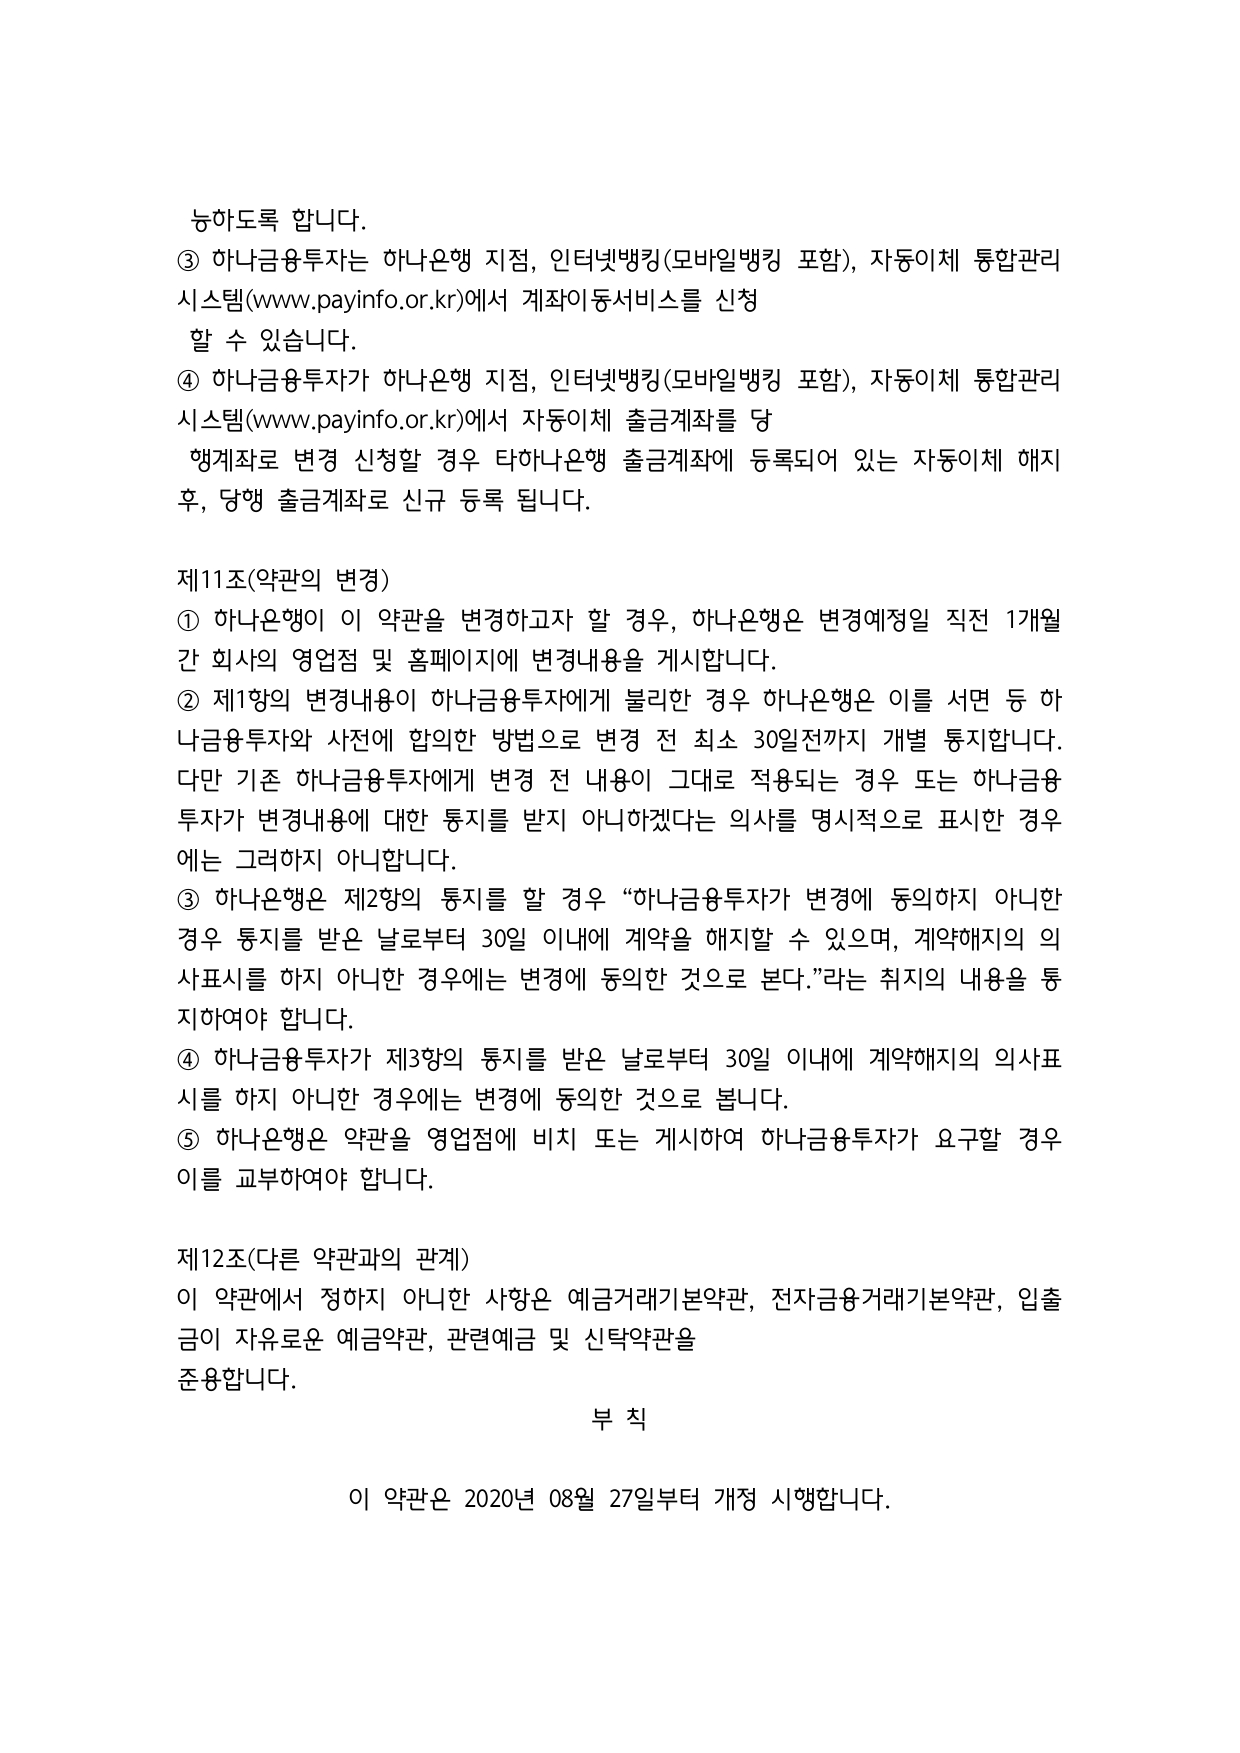 능하도록 합니다.
③ 하나금융투자는 하나은행 지점, 인터넷뱅킹(모바일뱅킹 포함), 자동이체 통합관리
시스템(www.payinfo.or.kr)에서 계좌이동서비스를 신청
할 수 있습니다.
④ 하나금융투자가 하나은행 지점, 인터넷뱅킹(모바일뱅킹 포함), 자동이체 통합관리
시스템(www.payinfo.or.kr)에서 자동이체 출금계좌를 당
행계좌로 변경 신청할 경우 타하나은행 출금계좌에 등록되어 있는 자동이체 해지
후, 당행 출금계좌로 신규 등록 됩니다.
제11조(약관의 변경)
① 하나은행이 이 약관을 변경하고자 할 경우, 하나은행은 변경예정일 직전 1개월
간 회사의 영업점 및 홈페이지에 변경내용을 게시합니다.
② 제1항의 변경내용이 하나금융투자에게 불리한 경우 하나은행은 이를 서면 등 하
나금융투자와 사전에 합의한 방법으로 변경 전 최소 30일전까지 개별 통지합니다.
다만 기존 하나금융투자에게 변경 전 내용이 그대로 적용되는 경우 또는 하나금융
투자가 변경내용에 대한 통지를 받지 아니하겠다는 의사를 명시적으로 표시한 경우
에는 그러하지 아니합니다.
③ 하나은행은 제2항의 통지를 할 경우 “하나금융투자가 변경에 동의하지 아니한
경우 통지를 받은 날로부터 30일 이내에 계약을 해지할 수 있으며, 계약해지의 의
사표시를 하지 아니한 경우에는 변경에 동의한 것으로 본다.”라는 취지의 내용을 통
지하여야 합니다.
④ 하나금융투자가 제3항의 통지를 받은 날로부터 30일 이내에 계약해지의 의사표
시를 하지 아니한 경우에는 변경에 동의한 것으로 봅니다.
⑤ 하나은행은 약관을 영업점에 비치 또는 게시하여 하나금융투자가 요구할 경우
이를 교부하여야 합니다.
제12조(다른 약관과의 관계)
이 약관에서 정하지 아니한 사항은 예금거래기본약관, 전자금융거래기본약관, 입출
금이 자유로운 예금약관, 관련예금 및 신탁약관을
준용합니다.
부 칙
이 약관은 2020년 08월 27일부터 개정 시행합니다.